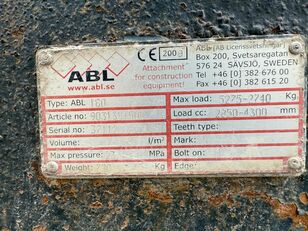 ABL
www.abl.se
CE 2009
Attachment
for construction
equipment!
ABL (AB Licenssvetsningar)
Box 200, Svetsaregatan
576 24 SÄVSJÖ, SWEDEN
Tel +46 [0] 382 676 00
Fax +46 [0] 382 615 20
Type: ABL 160
Max load: 5275-2740 Kg.
Article no:
Load cc: 2250-4300 mm
Serial no:
Teeth type:
Volume: l/m³
Mark:
Max pressure: MPa
Bolt on:
Weight: Kg
Edge: